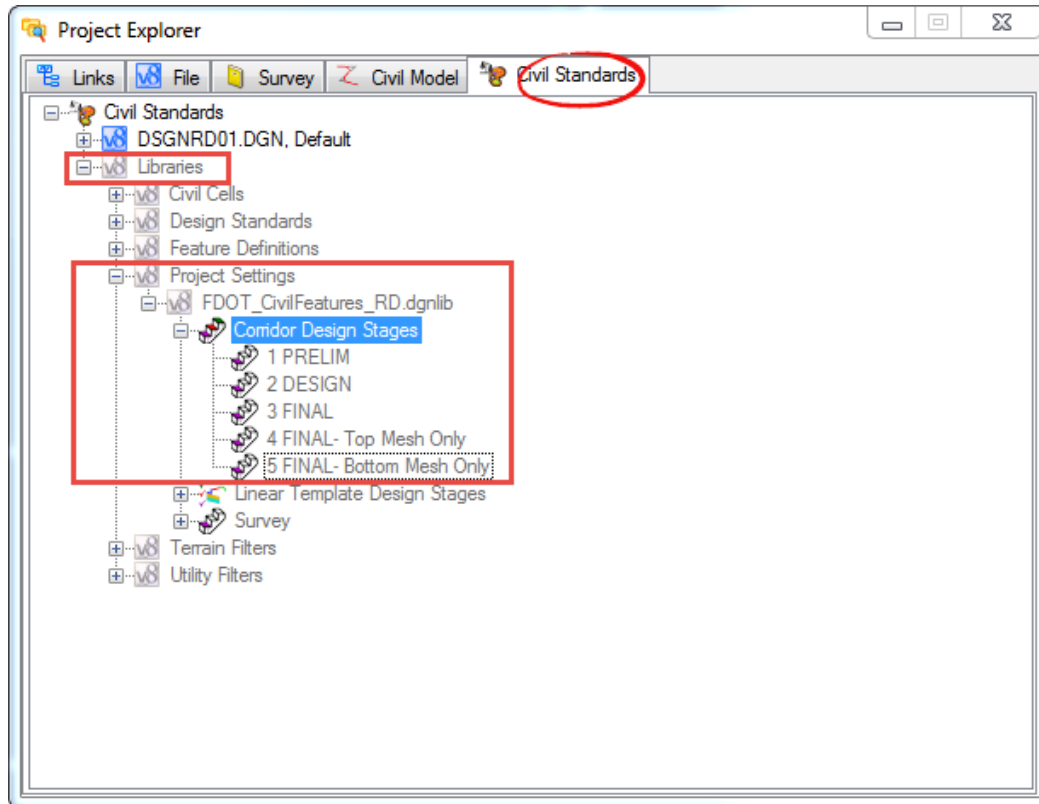 Project Explorer
Links File Survey Civil Model Civil Standards
Civil Standards
DSGNRD01.DGN, Default
Libraries
Civil Cells
Design Standards
Feature Definitions
Project Settings
FDOT_CivilFeatures_RD.dgnlib
Corridor Design Stages
1 PRELIM
2 DESIGN
3 FINAL
4 FINAL- Top Mesh Only
5 FINAL- Bottom Mesh Only
Linear Template Design Stages
Survey
Terrain Filters
Utility Filters